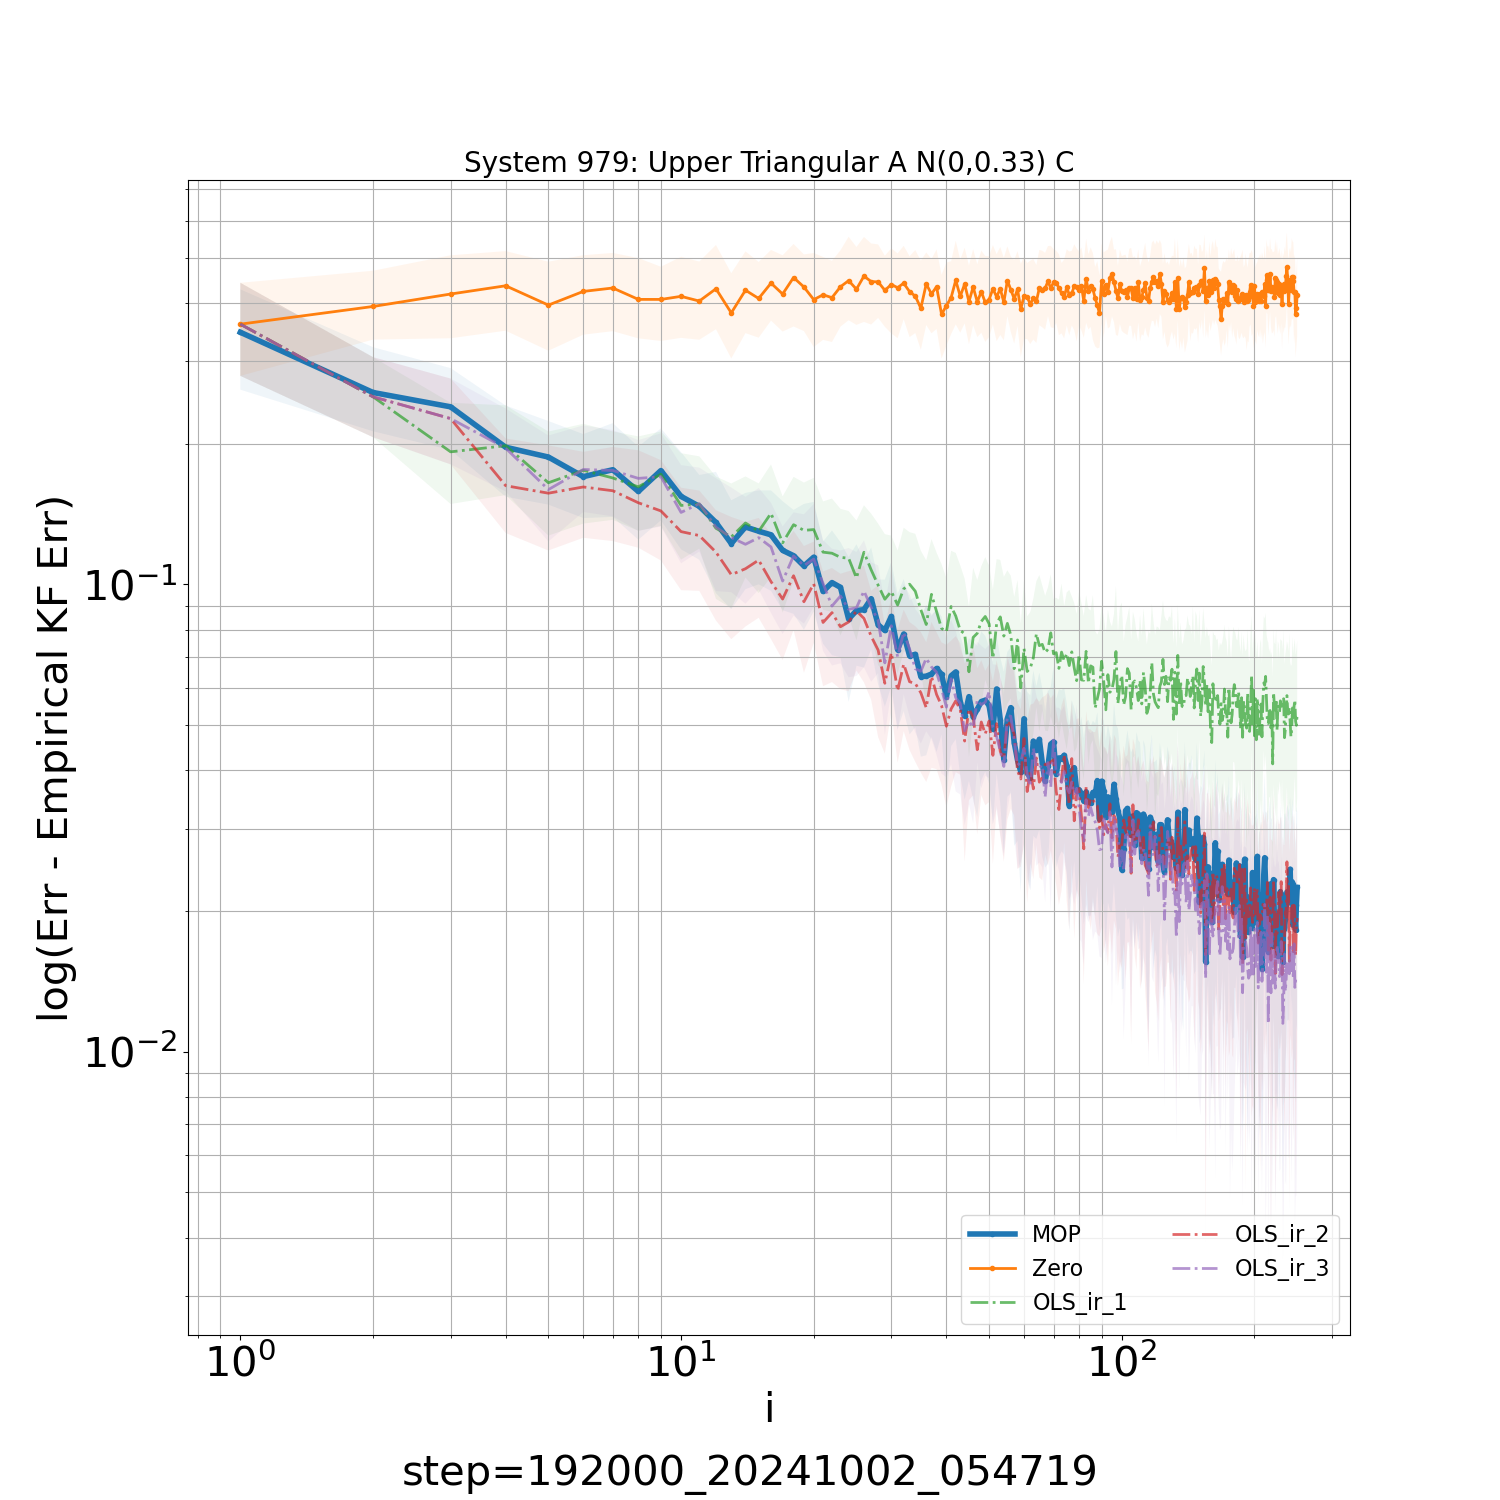 System 979: Upper Triangular A N(0,0.33) C
log(Err - Empirical KF Err)
10⁻¹
10⁻²
MOP
Zero
OLS_ir_1
OLS_ir_2
OLS_ir_3
10⁰ 10¹ 10²
i
step=192000_20241002_054719